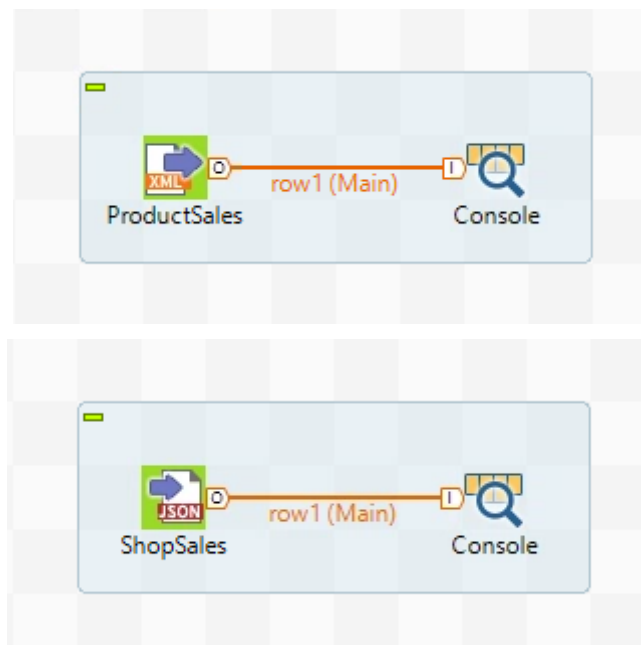 XML
O
row1 (Main)
I
ProductSales
Console
JSON
O
row1 (Main)
I
ShopSales
Console